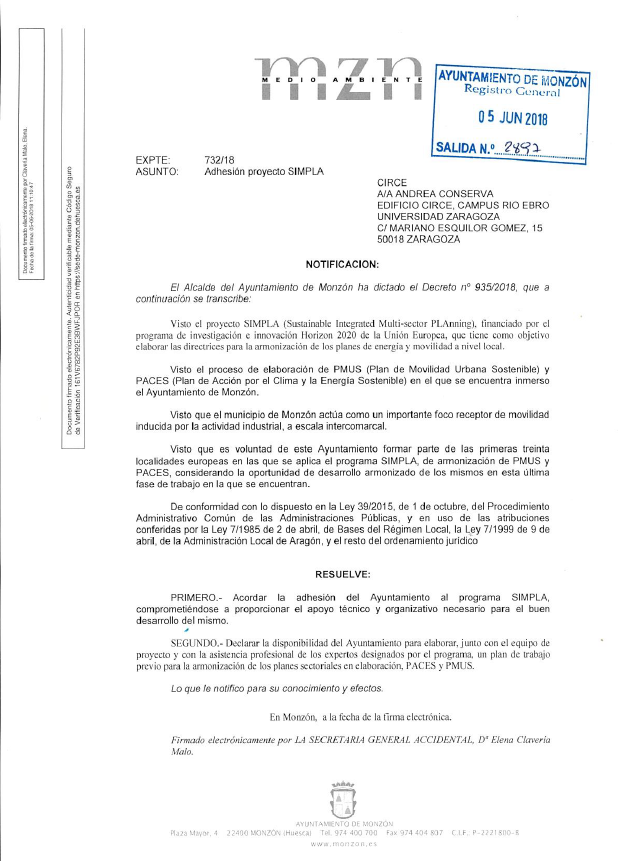 mzn
MEDIO AMBIENTE
AYUNTAMIENTO DE MONZÓN
Registro General
05 JUN 2018
SALIDA N.º 2892
EXPTE: 732/18
ASUNTO: Adhesión proyecto SIMPLA
CIRCE
A/A ANDREA CONSERVA
EDIFICIO CIRCE, CAMPUS RIO EBRO
UNIVERSIDAD ZARAGOZA
C/ MARIANO ESQUILOR GOMEZ, 15
50018 ZARAGOZA
NOTIFICACION:
El Alcalde del Ayuntamiento de Monzón ha dictado el Decreto nº 935/2018, que a
continuación se transcribe:
Visto el proyecto SIMPLA (Sustainable Integrated Multi-sector PLAnning), financiado por el
programa de investigación e innovación Horizon 2020 de la Unión Europea, que tiene como objetivo
elaborar las directrices para la armonización de los planes de energía y movilidad a nivel local.
Visto el proceso de elaboración de PMUS (Plan de Movilidad Urbana Sostenible) y
PACES (Plan de Acción por el Clima y la Energía Sostenible) en el que se encuentra inmerso
el Ayuntamiento de Monzón.
Visto que el municipio de Monzón actúa como un importante foco receptor de movilidad
inducida por la actividad industrial, a escala intercomarcal.
Visto que es voluntad de este Ayuntamiento formar parte de las primeras treinta
localidades europeas en las que se aplica el programa SIMPLA, de armonización de PMUS y
PACES, considerando la oportunidad de desarrollo armonizado de los mismos en esta última
fase de trabajo en la que se encuentran.
De conformidad con lo dispuesto en la Ley 39/2015, de 1 de octubre, del Procedimiento
Administrativo Común de las Administraciones Públicas, y en uso de las atribuciones
conferidas por la Ley 7/1985 de 2 de abril, de Bases del Régimen Local, la Ley 7/1999 de 9 de
abril, de la Administración Local de Aragón, y el resto del ordenamiento jurídico
RESUELVE:
PRIMERO.- Acordar la adhesión del Ayuntamiento al programa SIMPLA,
comprometiéndose a proporcionar el apoyo técnico y organizativo necesario para el buen
desarrollo del mismo.
SEGUNDO.- Declarar la disponibilidad del Ayuntamiento para elaborar, junto con el equipo de
proyecto y con la asistencia profesional de los expertos designados por el programa, un plan de trabajo
previo para la armonización de los planes sectoriales en elaboración, PACES y PMUS.
Lo que le notifico para su conocimiento y efectos.
En Monzón, a la fecha de la firma electrónica.
Firmado electrónicamente por LA SECRETARIA GENERAL ACCIDENTAL, Dª Elena Clavería
Malo.
AYUNTAMIENTO DE MONZÓN
Plaza Mayor, 4 22400 MONZÓN (Huesca) Tel. 974 400 700 Fax 974 404 807 C.I.F. P-2221800-B
www.monzon.es
Documento firmado electrónicamente por Claveria Malo, Elena.
Fecha de la firma: 05-06-2018 11:10:47
Documento firmado electrónicamente. Autenticidad verificable mediante Código Seguro
de Verificación en https://sede-monzon.dehuesca.es